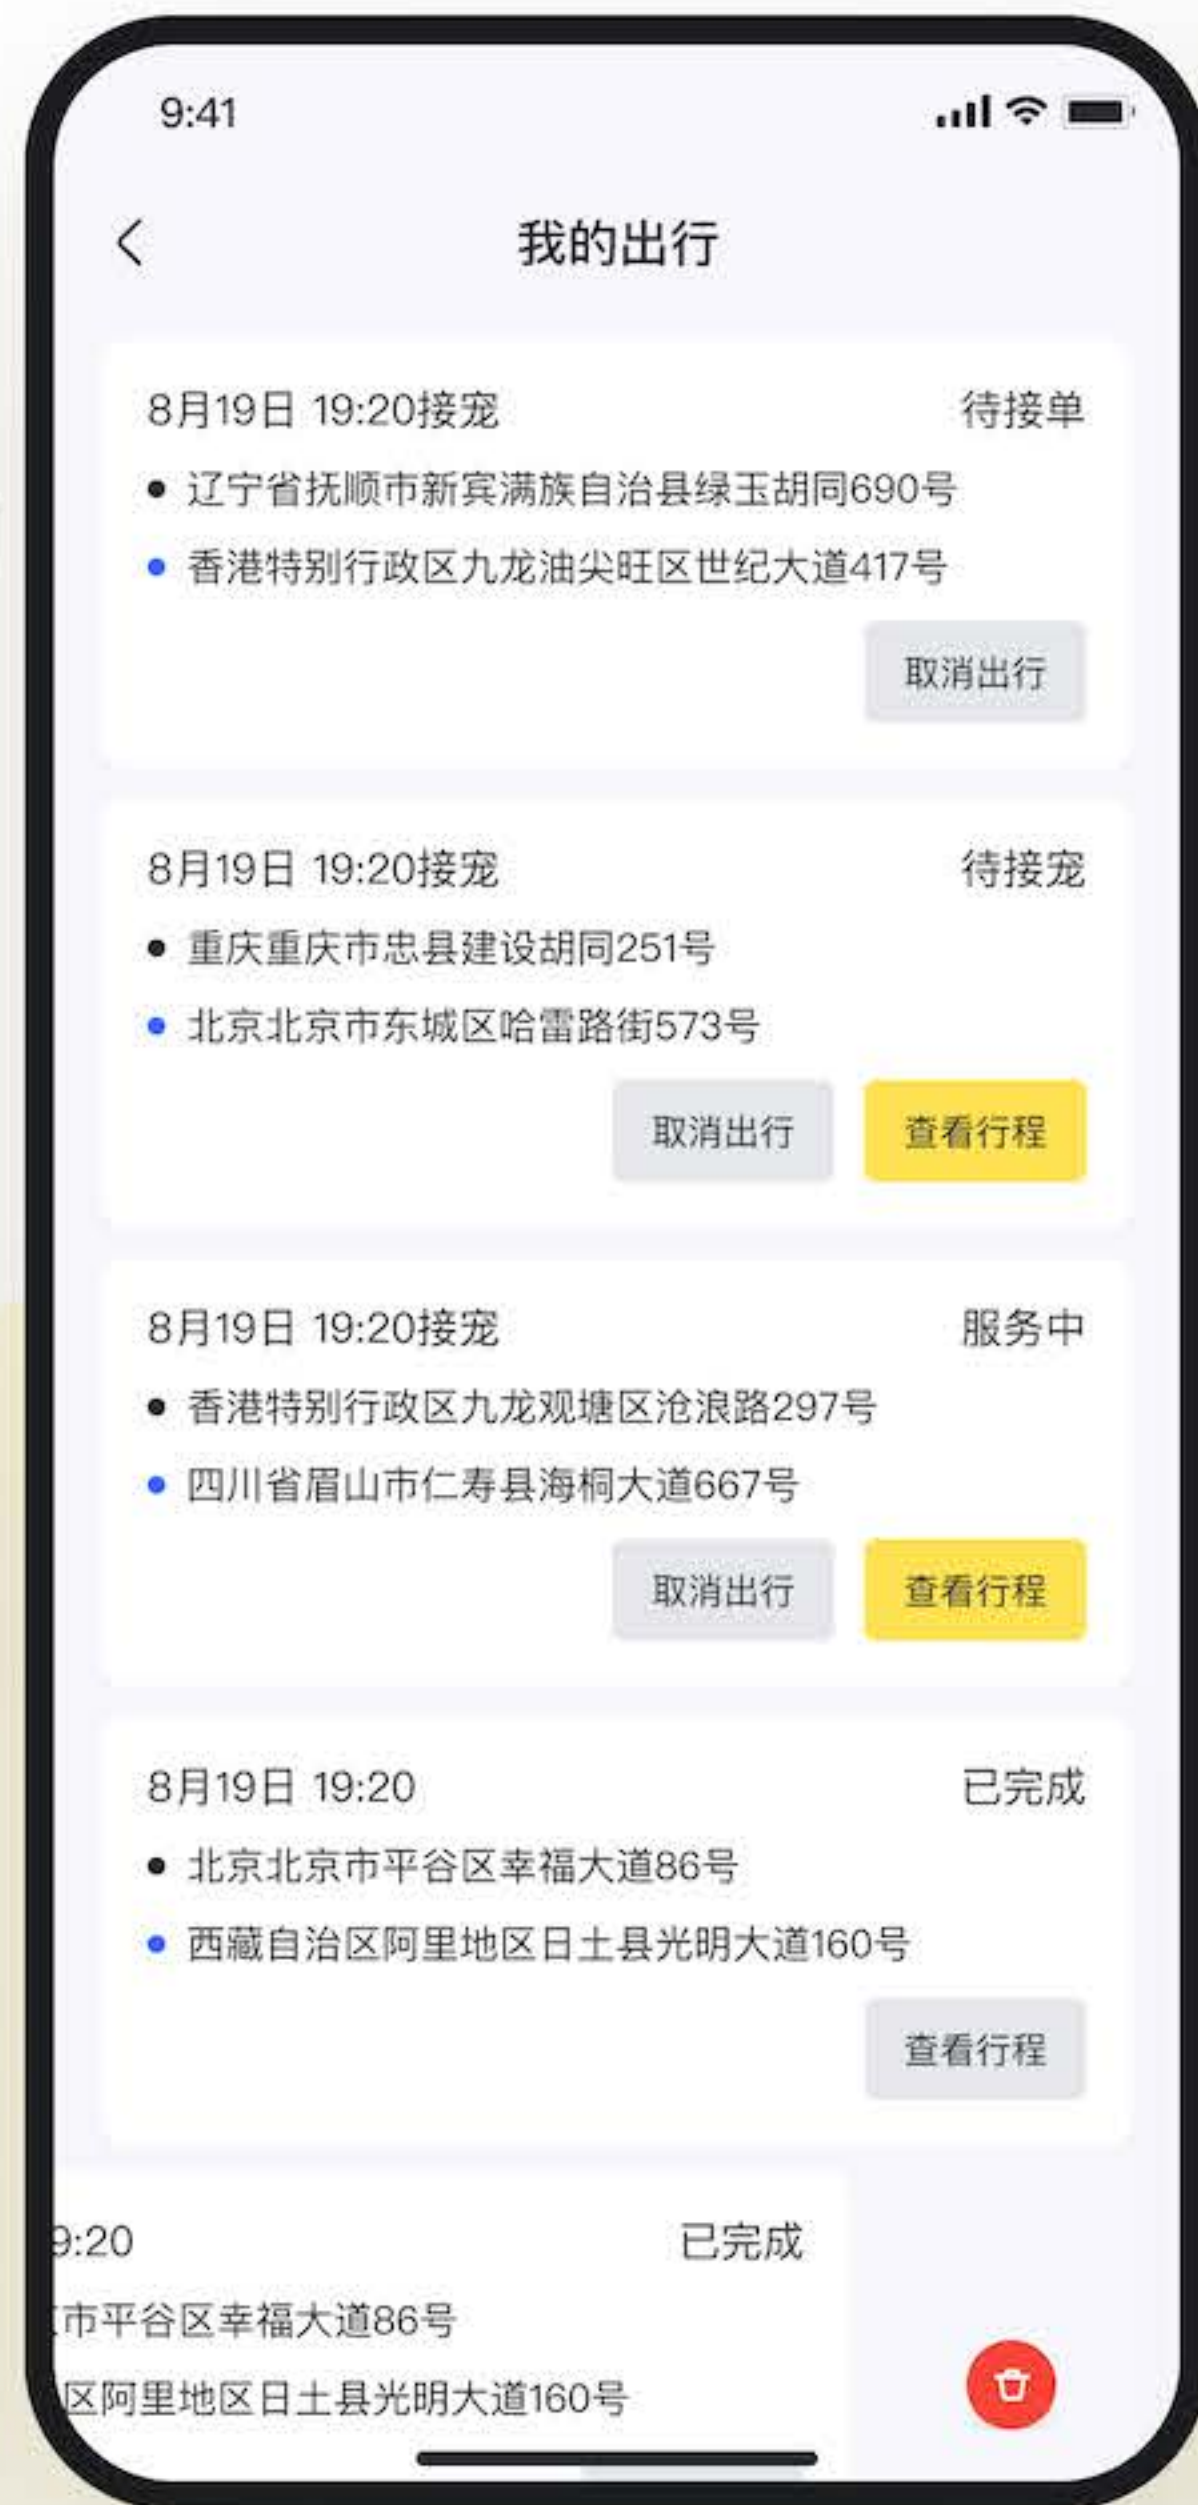 9:41
我的出行
8月19日 19:20接宠 待接单
辽宁省抚顺市新宾满族自治县绿玉胡同690号
香港特别行政区九龙油尖旺区世纪大道417号
取消出行
8月19日 19:20接宠 待接宠
重庆重庆市忠县建设胡同251号
北京北京市东城区哈雷路街573号
取消出行 查看行程
8月19日 19:20接宠 服务中
香港特别行政区九龙观塘区沧浪路297号
四川省眉山市仁寿县海桐大道667号
取消出行 查看行程
8月19日 19:20 已完成
北京北京市平谷区幸福大道86号
西藏自治区阿里地区日土县光明大道160号
查看行程
9:20 已完成
市平谷区幸福大道86号
区阿里地区日土县光明大道160号